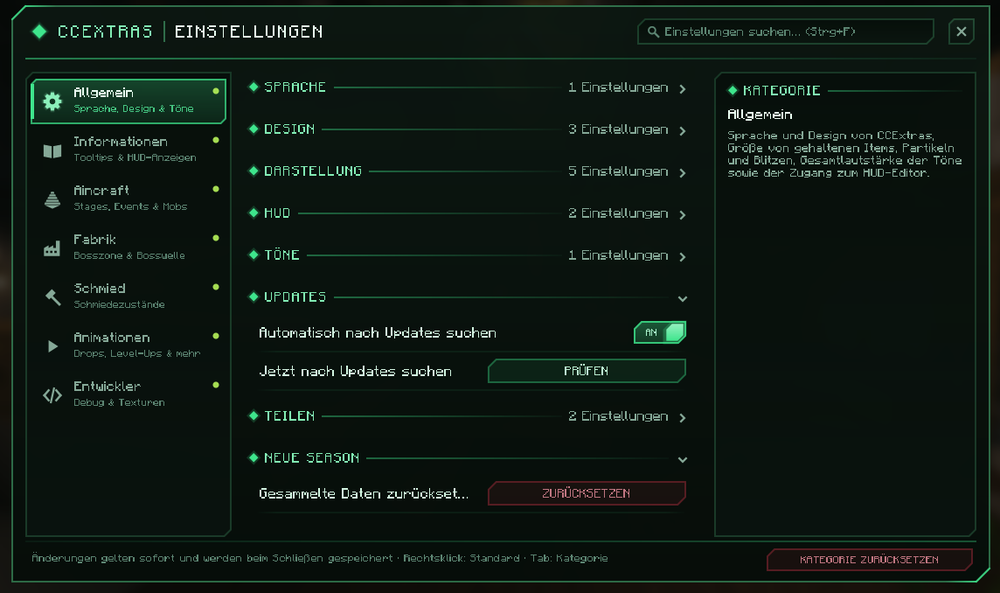 CCEXTRAS | EINSTELLUNGEN
Einstellungen suchen... (Strg+F)
Allgemein
Sprache, Design & Töne
Informationen
Tooltips & HUD-Anzeigen
Aincraft
Stages, Events & Mobs
Fabrik
Bosszone & Bossuelle
Schmied
Schmiedezustände
Animationen
Drops, Level-Ups & mehr
Entwickler
Debug & Texturen
SPRACHE 1 Einstellungen
DESIGN 3 Einstellungen
DARSTELLUNG 5 Einstellungen
HUD 2 Einstellungen
TÖNE 1 Einstellungen
UPDATES
Automatisch nach Updates suchen AN
Jetzt nach Updates suchen PRÜFEN
TEILEN 2 Einstellungen
NEUE SEASON
Gesammelte Daten zurückset... ZURÜCKSETZEN
KATEGORIE
Allgemein
Sprache und Design von CCExtras,
Größe von gehaltenen Items, Partikeln
und Blitzen, Gesamtlautstärke der Töne
sowie der Zugang zum HUD-Editor.
Änderungen gelten sofort und werden beim Schließen gespeichert · Rechtsklick: Standard · Tab: Kategorie
KATEGORIE ZURÜCKSETZEN